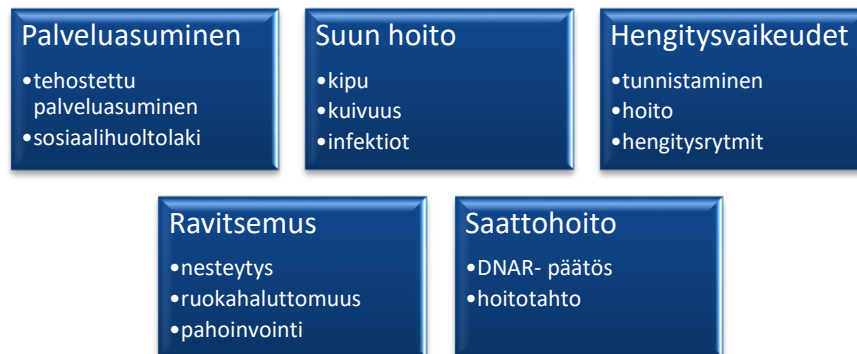 Palveluasuminen
•tehostettu
palveluasuminen
•sosiaalihuoltolaki
Suun hoito
•kipu
•kuivuus
•infektiot
Hengitysvaikeudet
•tunnistaminen
•hoito
•hengitysrytmit
Ravitsemus
•nesteytys
•ruokahaluttomuus
•pahoinvointi
Saattohoito
•DNAR- päätös
•hoitotahto